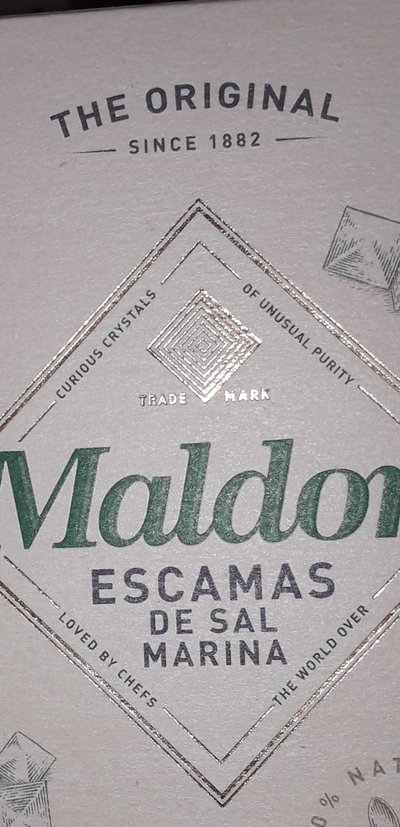 THE ORIGINAL
SINCE 1882
CURIOUS CRYSTALS
OF UNUSUAL PURITY
TRADE MARK
Maldon
ESCAMAS
DE SAL
MARINA
LOVED BY CHEFS
THE WORLD OVER